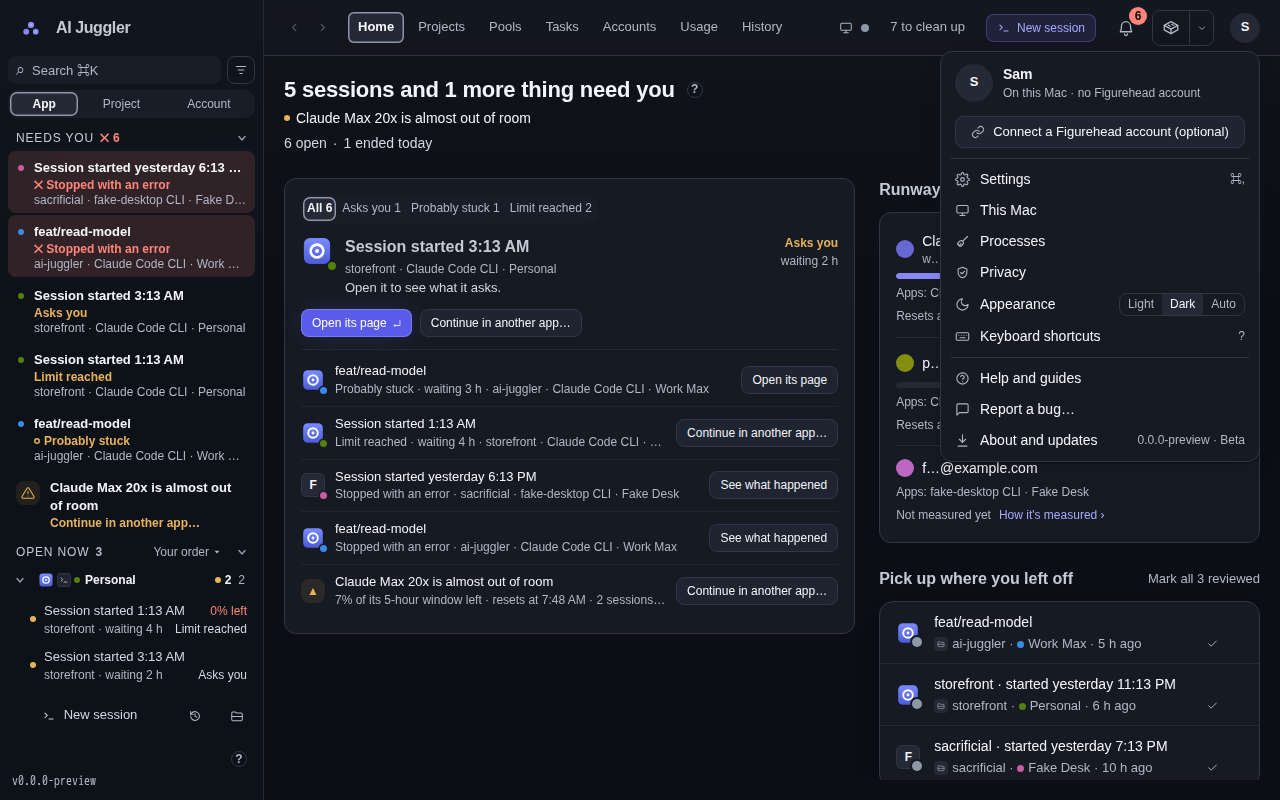 AI Juggler
Search ⌘K
App Project Account
NEEDS YOU 6
Session started yesterday 6:13 …
Stopped with an error
sacrificial · fake-desktop CLI · Fake D…
feat/read-model
Stopped with an error
ai-juggler · Claude Code CLI · Work …
Session started 3:13 AM
Asks you
storefront · Claude Code CLI · Personal
Session started 1:13 AM
Limit reached
storefront · Claude Code CLI · Personal
feat/read-model
Probably stuck
ai-juggler · Claude Code CLI · Work …
Claude Max 20x is almost out
of room
Continue in another app…
OPEN NOW 3 Your order
Personal 2 2
Session started 1:13 AM 0% left
storefront · waiting 4 h Limit reached
Session started 3:13 AM
storefront · waiting 2 h Asks you
New session
?
v0.0.0-preview
Home Projects Pools Tasks Accounts Usage History
7 to clean up
New session
6
S
5 sessions and 1 more thing need you ?
Claude Max 20x is almost out of room
6 open · 1 ended today
All 6 Asks you 1 Probably stuck 1 Limit reached 2
Session started 3:13 AM Asks you
storefront · Claude Code CLI · Personal waiting 2 h
Open it to see what it asks.
Open its page Continue in another app…
feat/read-model
Probably stuck · waiting 3 h · ai-juggler · Claude Code CLI · Work Max
Open its page
Session started 1:13 AM
Limit reached · waiting 4 h · storefront · Claude Code CLI · …
Continue in another app…
F
Session started yesterday 6:13 PM
Stopped with an error · sacrificial · fake-desktop CLI · Fake Desk
See what happened
feat/read-model
Stopped with an error · ai-juggler · Claude Code CLI · Work Max
See what happened
Claude Max 20x is almost out of room
7% of its 5-hour window left · resets at 7:48 AM · 2 sessions…
Continue in another app…
Runway
Cla
w…
Apps: Cl
Resets a
p…
Apps: Cl
Resets a
f…@example.com
Apps: fake-desktop CLI · Fake Desk
Not measured yet How it's measured ›
S
Sam
On this Mac · no Figurehead account
Connect a Figurehead account (optional)
Settings ⌘,
This Mac
Processes
Privacy
Appearance Light Dark Auto
Keyboard shortcuts ?
Help and guides
Report a bug…
About and updates 0.0.0-preview · Beta
Pick up where you left off Mark all 3 reviewed
feat/read-model
ai-juggler · Work Max · 5 h ago
storefront · started yesterday 11:13 PM
storefront · Personal · 6 h ago
F
sacrificial · started yesterday 7:13 PM
sacrificial · Fake Desk · 10 h ago